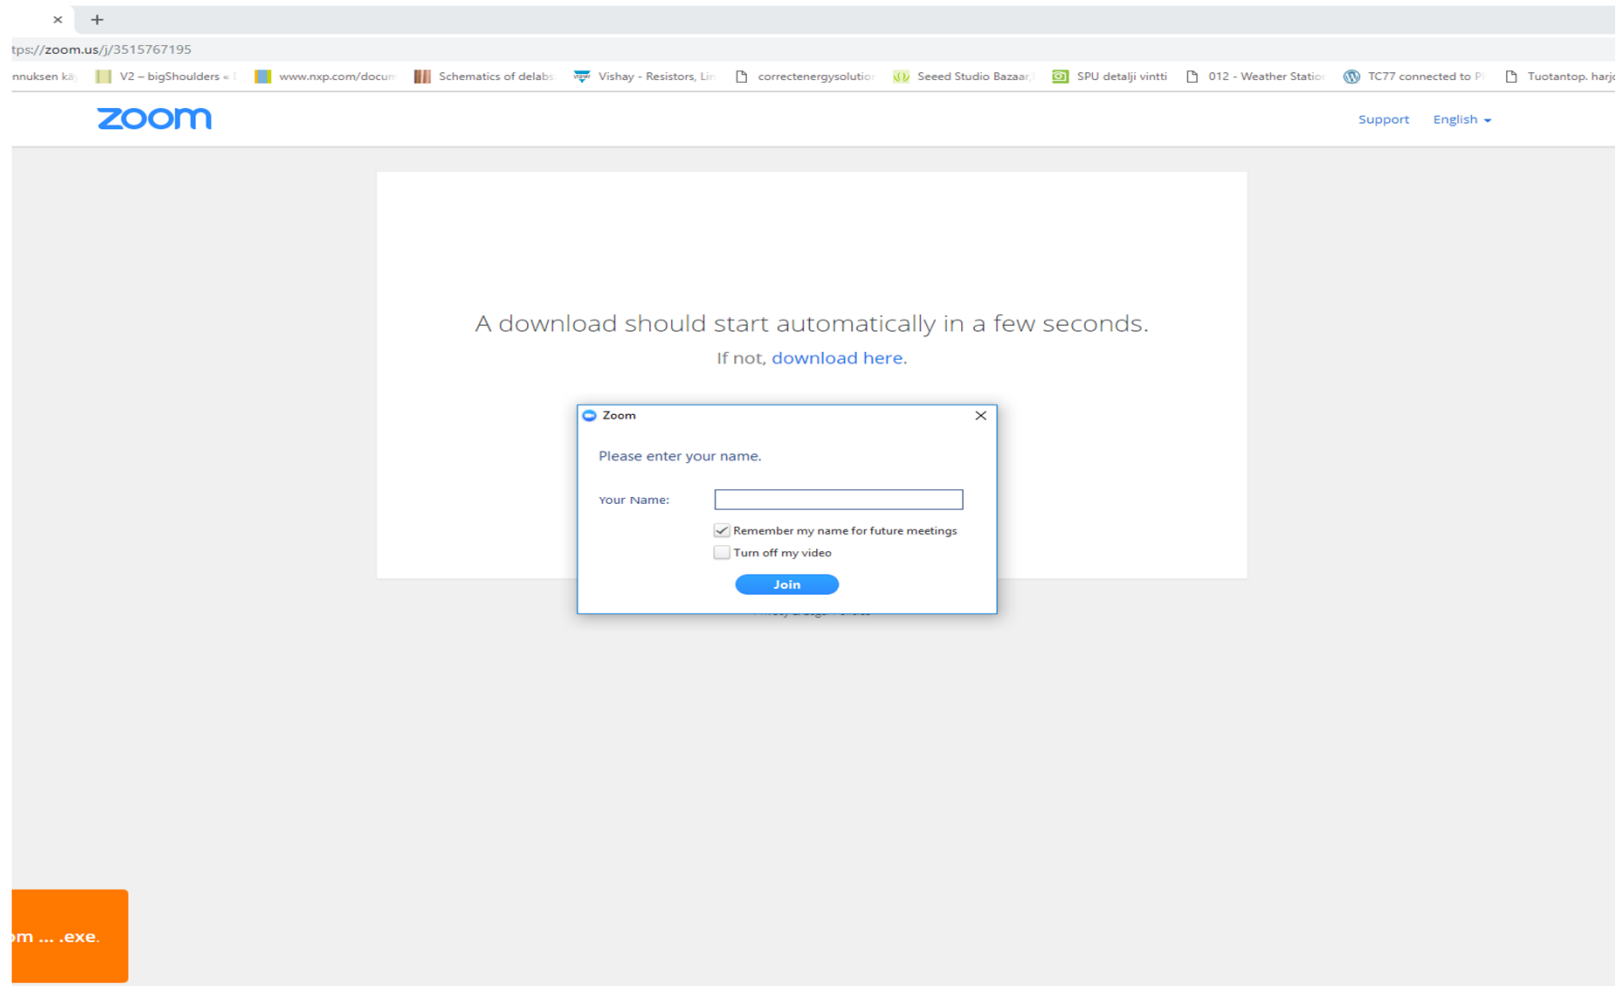 tps://zoom.us/j/3515767195
nnuksen kä V2 – bigShoulders « www.nxp.com/docum Schematics of delabs Vishay - Resistors, Lin correctenergysolution Seeed Studio Bazaar, SPU detalji vintti 012 - Weather Station TC77 connected to P Tuotantop. harjo
zoom
Support English
A download should start automatically in a few seconds.
If not, download here.
Zoom
Please enter your name.
Your Name:
Remember my name for future meetings
Turn off my video
Join
om ... .exe.